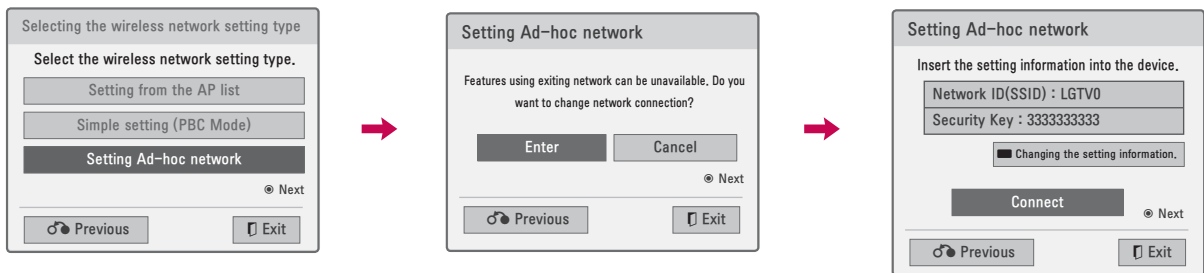 Selecting the wireless network setting type
Select the wireless network setting type.
Setting from the AP list
Simple setting (PBC Mode)
Setting Ad-hoc network
Next
Previous
Exit
Setting Ad-hoc network
Features using exiting network can be unavailable. Do you
want to change network connection?
Enter
Cancel
Next
Previous
Exit
Setting Ad-hoc network
Insert the setting information into the device.
Network ID(SSID) : LGTV0
Security Key : 3333333333
Changing the setting information.
Connect
Next
Previous
Exit